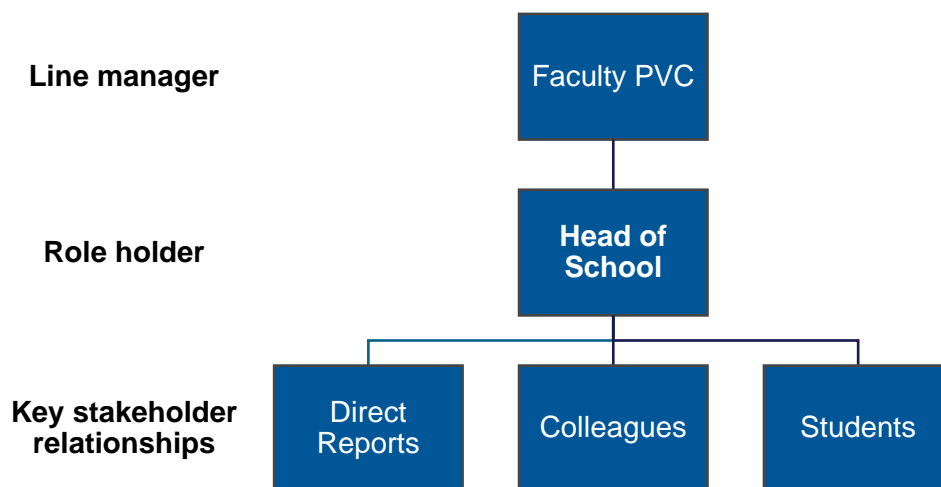 Line manager
Faculty PVC
Role holder
Head of
School
Key stakeholder
relationships
Direct
Reports
Colleagues
Students